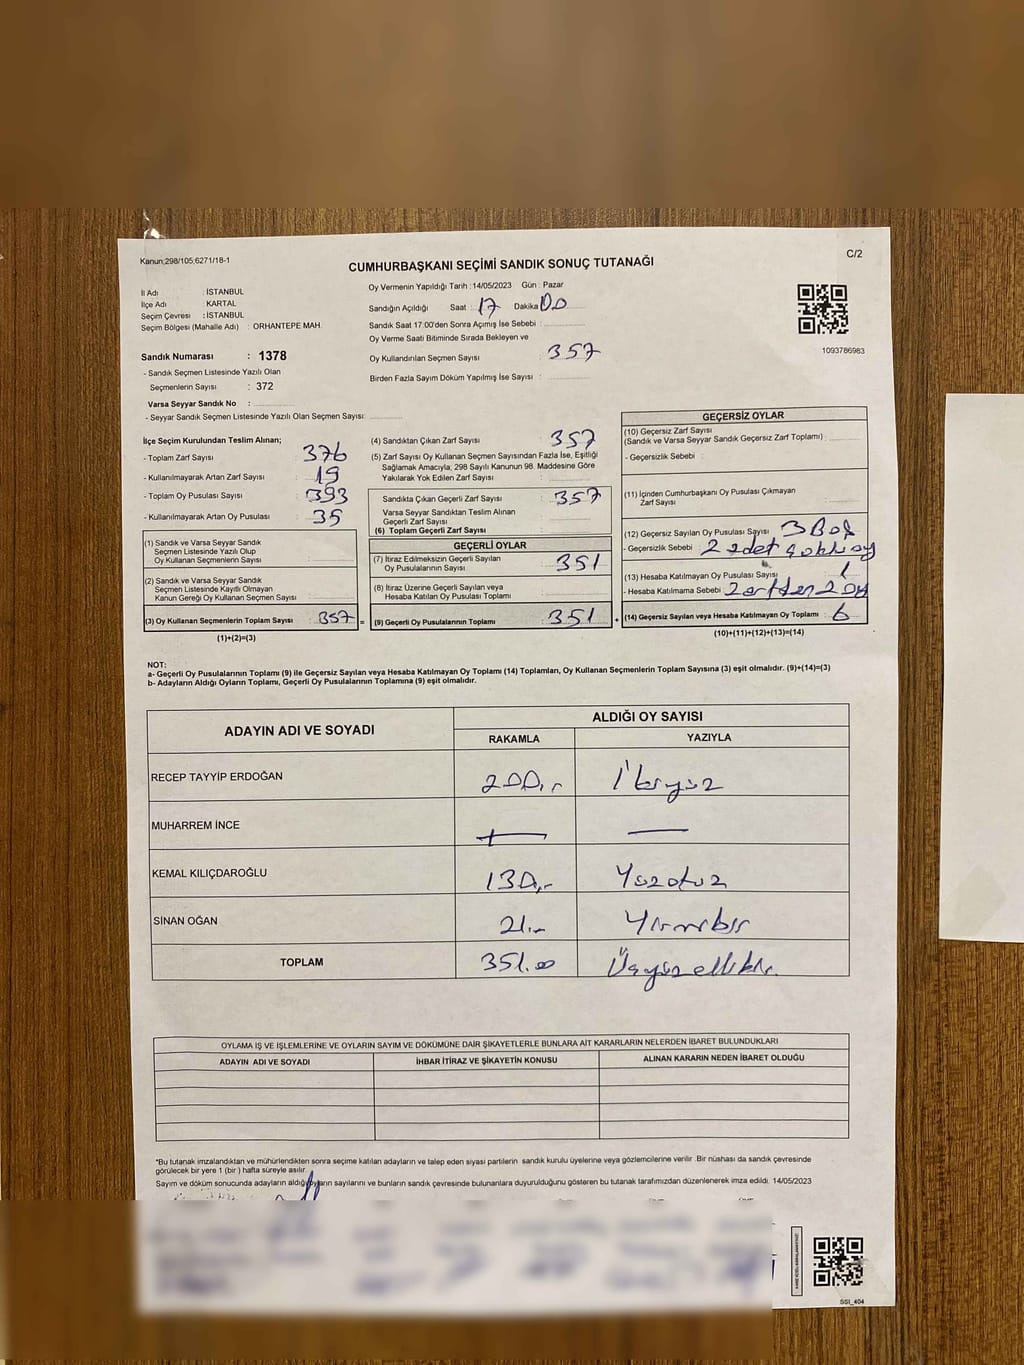 Kanun;298/105;6271/18-1
C/2
CUMHURBAŞKANI SEÇİMİ SANDIK SONUÇ TUTANAĞI
İl Adı : İSTANBUL
İlçe Adı KARTAL
Seçim Çevresi : İSTANBUL
Seçim Bölgesi (Mahalle Adı) : ORHANTEPE MAH.
Sandık Numarası : 1378
- Sandık Seçmen Listesinde Yazılı Olan
Seçmenlerin Sayısı : 372
Varsa Seyyar Sandık No :
- Seyyar Sandık Seçmen Listesinde Yazılı Olan Seçmen Sayısı:
Oy Vermenin Yapıldığı Tarih : 14/05/2023 Gün : Pazar
Sandığın Açıldığı Saat : 17 Dakika 00
Sandık Saat 17:00'den Sonra Açımış İse Sebebi :
Oy Verme Saati Bitiminde Sırada Bekleyen ve
Oy Kullandırılan Seçmen Sayısı : 357
Birden Fazla Sayım Döküm Yapılmış İse Sayısı :
1093786983
İlçe Seçim Kurulundan Teslim Alınan;
- Toplam Zarf Sayısı : 376
- Kullanılmayarak Artan Zarf Sayısı : 19
- Toplam Oy Pusulası Sayısı : 393
- Kullanılmayarak Artan Oy Pusulası : 35
(1) Sandık ve Varsa Seyyar Sandık
Seçmen Listesinde Yazılı Olup
Oy Kullanan Seçmenlerin Sayısı :
(2) Sandık ve Varsa Seyyar Sandık
Seçmen Listesinde Kayıtlı Olmayan
Kanun Gereği Oy Kullanan Seçmen Sayısı :
(3) Oy Kullanan Seçmenlerin Toplam Sayısı : 357 =
(1)+(2)=(3)
(4) Sandıktan Çıkan Zarf Sayısı : 357
(5) Zarf Sayısı Oy Kullanan Seçmen Sayısından Fazla İse, Eşitliği
Sağlamak Amacıyla, 298 Sayılı Kanunun 98. Maddesine Göre
Yakılarak Yok Edilen Zarf Sayısı :
Sandıkta Çıkan Geçerli Zarf Sayısı : 357
Varsa Seyyar Sandıktan Teslim Alınan
Geçerli Zarf Sayısı :
(6) Toplam Geçerli Zarf Sayısı :
GEÇERLİ OYLAR
(7) İtiraz Edilmeksizin Geçerli Sayılan
Oy Pusulalarının Sayısı : 351
(8) İtiraz Üzerine Geçerli Sayılan veya
Hesaba Katılan Oy Pusulası Toplamı :
(9) Geçerli Oy Pusulalarının Toplamı : 351 +
GEÇERSİZ OYLAR
(10) Geçersiz Zarf Sayısı
(Sandık ve Varsa Seyyar Sandık Geçersiz Zarf Toplamı) :
- Geçersizlik Sebebi :
(11) İçinden Cumhurbaşkanı Oy Pusulası Çıkmayan
Zarf Sayısı :
(12) Geçersiz Sayılan Oy Pusulası Sayısı : 3 Boş
- Geçersizlik Sebebi : 2 adet çoklu oy
(13) Hesaba Katılmayan Oy Pusulası Sayısı : 1
- Hesaba Katılmama Sebebi : Zarftan 2 oy
(14) Geçersiz Sayılan veya Hesaba Katılmayan Oy Toplamı : 6
(10)+(11)+(12)+(13)=(14)
NOT:
a- Geçerli Oy Pusulalarının Toplamı (9) ile Geçersiz Sayılan veya Hesaba Katılmayan Oy Toplamı (14) Toplamları, Oy Kullanan Seçmenlerin Toplam Sayısına (3) eşit olmalıdır. (9)+(14)=(3)
b- Adayların Aldığı Oyların Toplamı, Geçerli Oy Pusulalarının Toplamına (9) eşit olmalıdır.
ADAYIN ADI VE SOYADI ALDIĞI OY SAYISI
RAKAMLA YAZIYLA
RECEP TAYYİP ERDOĞAN 200,- İkiyüz
MUHARREM İNCE — —
KEMAL KILIÇDAROĞLU 130,- Yüzotuz
SİNAN OĞAN 21.- Yirmibir
TOPLAM 351.00 Üçyüzellibir.
OYLAMA İŞ VE İŞLEMLERİNE VE OYLARIN SAYIM VE DÖKÜMÜNE DAİR ŞİKAYETLERLE BUNLARA AİT KARARLARIN NELERDEN İBARET BULUNDUKLARI
ADAYIN ADI VE SOYADI İHBAR İTİRAZ VE ŞİKAYETİN KONUSU ALINAN KARARIN NEDEN İBARET OLDUĞU
*Bu tutanak imzalandıktan ve mühürlendikten sonra seçime katılan adayların ve talep eden siyasi partilerin sandık kurulu üyelerine veya gözlemcilerine verilir. Bir nüshası da sandık çevresinde
görülecek bir yere 1 (bir) hafta süreyle asılır.
Sayım ve döküm sonucunda adayların aldığı oyların sayılarını ve bunların sandık çevresinde bulunanlara duyurulduğunu gösteren bu tutanak tarafımızdan düzenlenerek imza edildi. 14/05/2023
SSI_404